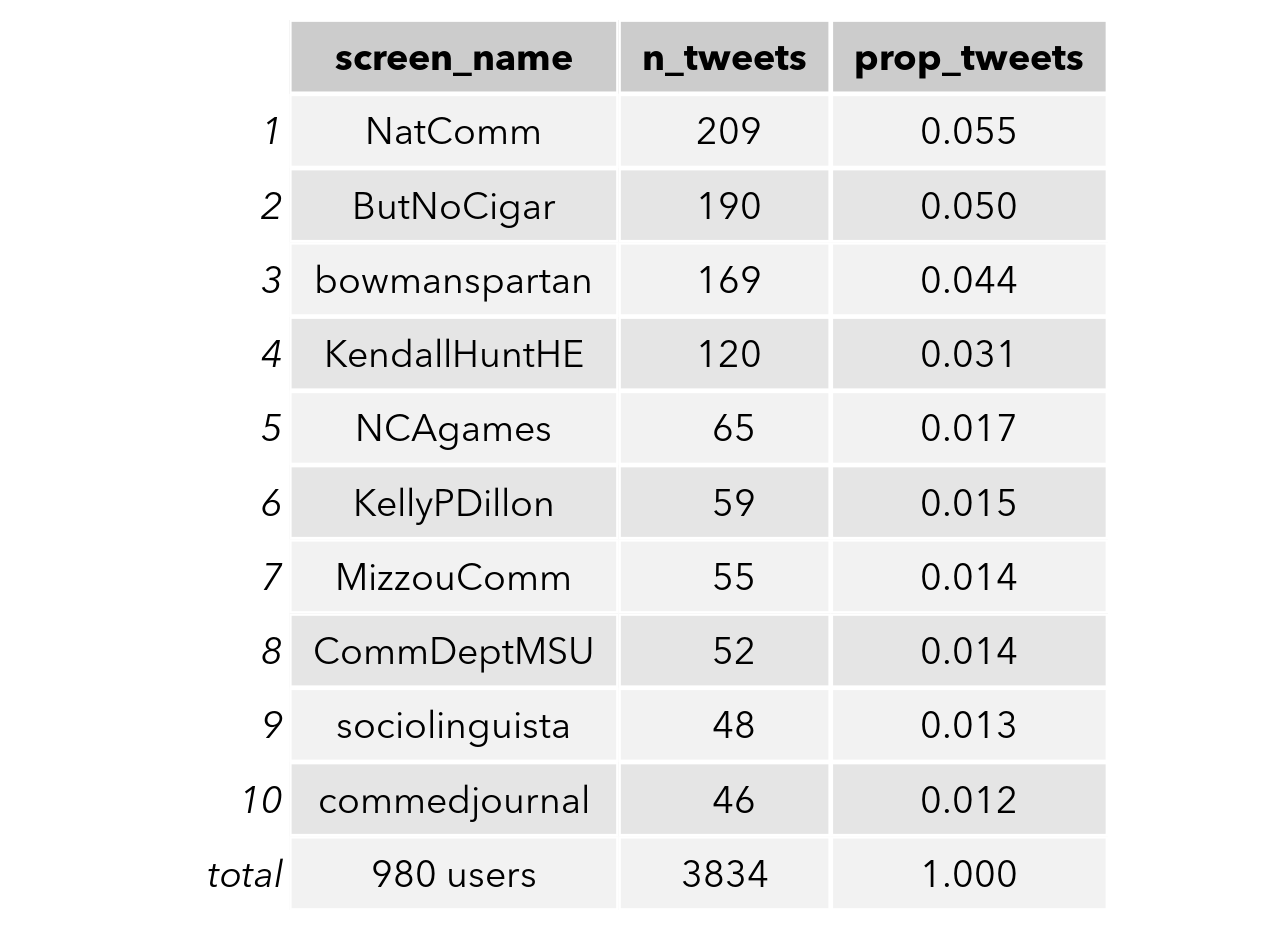 screen_name n_tweets prop_tweets
1 NatComm 209 0.055
2 ButNoCigar 190 0.050
3 bowmanspartan 169 0.044
4 KendallHuntHE 120 0.031
5 NCAgames 65 0.017
6 KellyPDillon 59 0.015
7 MizzouComm 55 0.014
8 CommDeptMSU 52 0.014
9 sociolinguista 48 0.013
10 commedjournal 46 0.012
total 980 users 3834 1.000